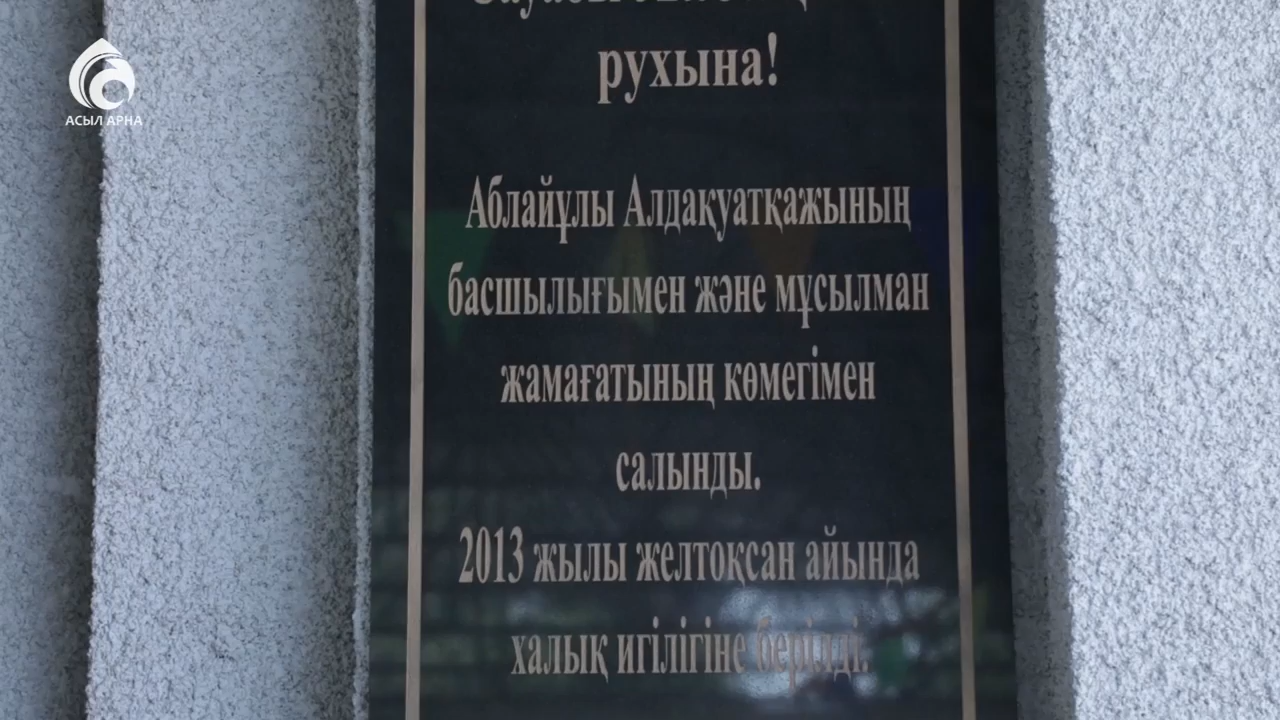 АСЫЛ АРНА
рухына!
Аблайұлы Алдақуатқажының
басшылығымен және мұсылман
жамағатының көмегімен
салынды.
2013 жылы желтоқсан айында
халық игілігіне берілді.